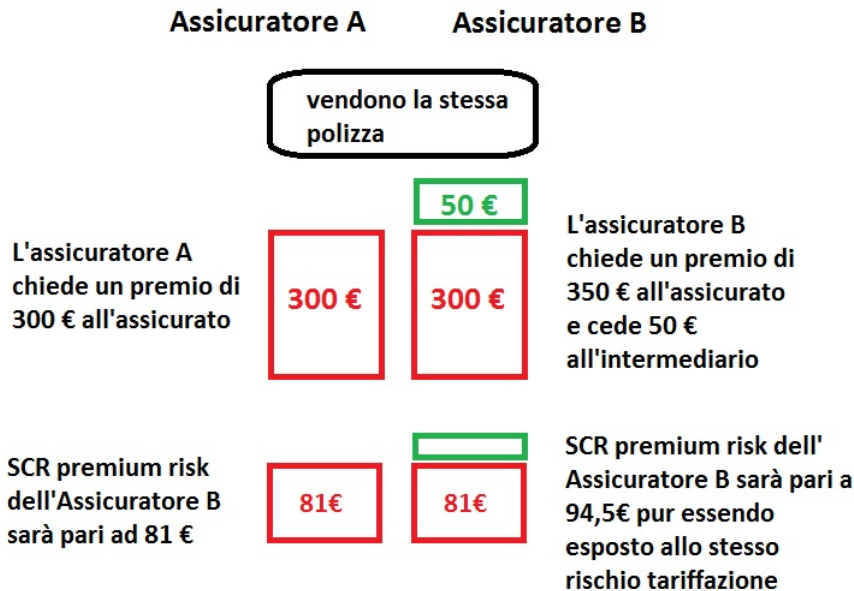 Assicuratore A
Assicuratore B
vendono la stessa
polizza
50 €
L'assicuratore A
chiede un premio di
300 € all'assicurato
300 €
300 €
L'assicuratore B
chiede un premio di
350 € all'assicurato
e cede 50 €
all'intermediario
SCR premium risk
dell'Assicuratore B
sarà pari ad 81 €
81€
81€
SCR premium risk dell'
Assicuratore B sarà pari a
94,5€ pur essendo
esposto allo stesso
rischio tariffazione